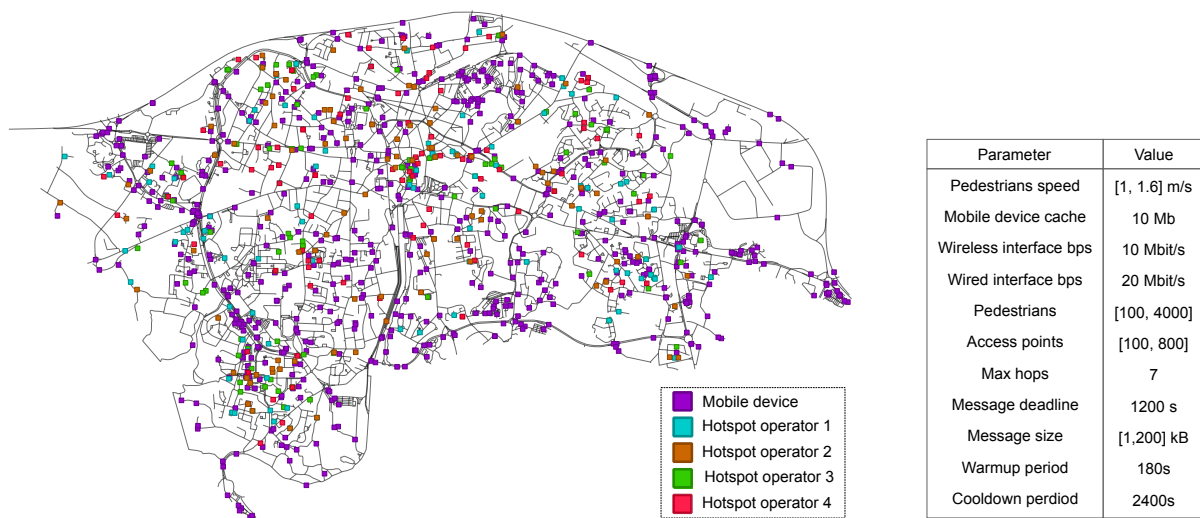 Mobile device
Hotspot operator 1
Hotspot operator 2
Hotspot operator 3
Hotspot operator 4
Parameter Value
Pedestrians speed [1, 1.6] m/s
Mobile device cache 10 Mb
Wireless interface bps 10 Mbit/s
Wired interface bps 20 Mbit/s
Pedestrians [100, 4000]
Access points [100, 800]
Max hops 7
Message deadline 1200 s
Message size [1,200] kB
Warmup period 180s
Cooldown perdiod 2400s